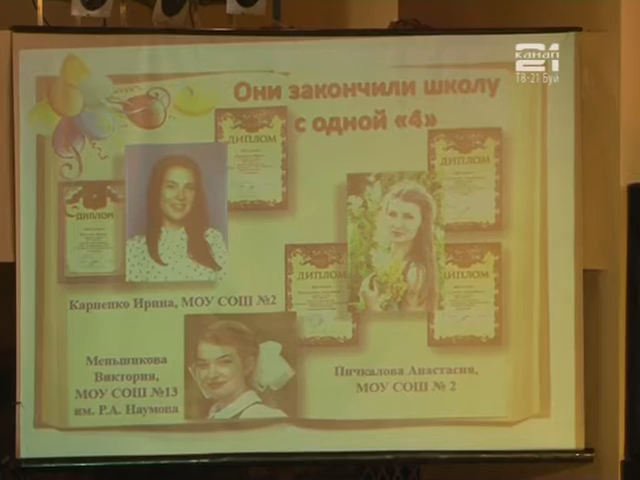 КАНАЛ
21
ТВ-21 Буй
Они закончили школу
с одной «4»
ДИПЛОМ
ДИПЛОМ
ДИПЛОМ
ДИПЛОМ
ДИПЛОМ
Карпенко Ирина, МОУ СОШ №2
Меньшикова
Виктория,
МОУ СОШ №13
им. Р.А. Наумова
Пичкалова Анастасия,
МОУ СОШ № 2